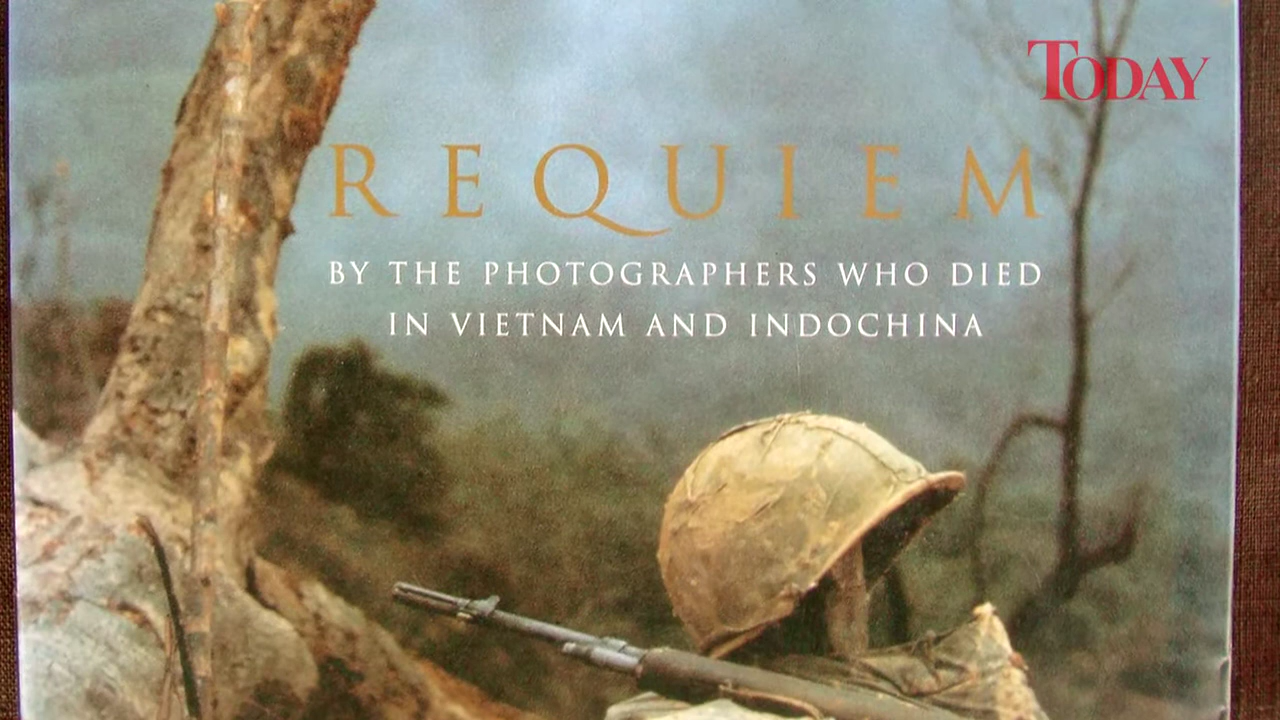 TODAY
REQUIEM
BY THE PHOTOGRAPHERS WHO DIED
IN VIETNAM AND INDOCHINA